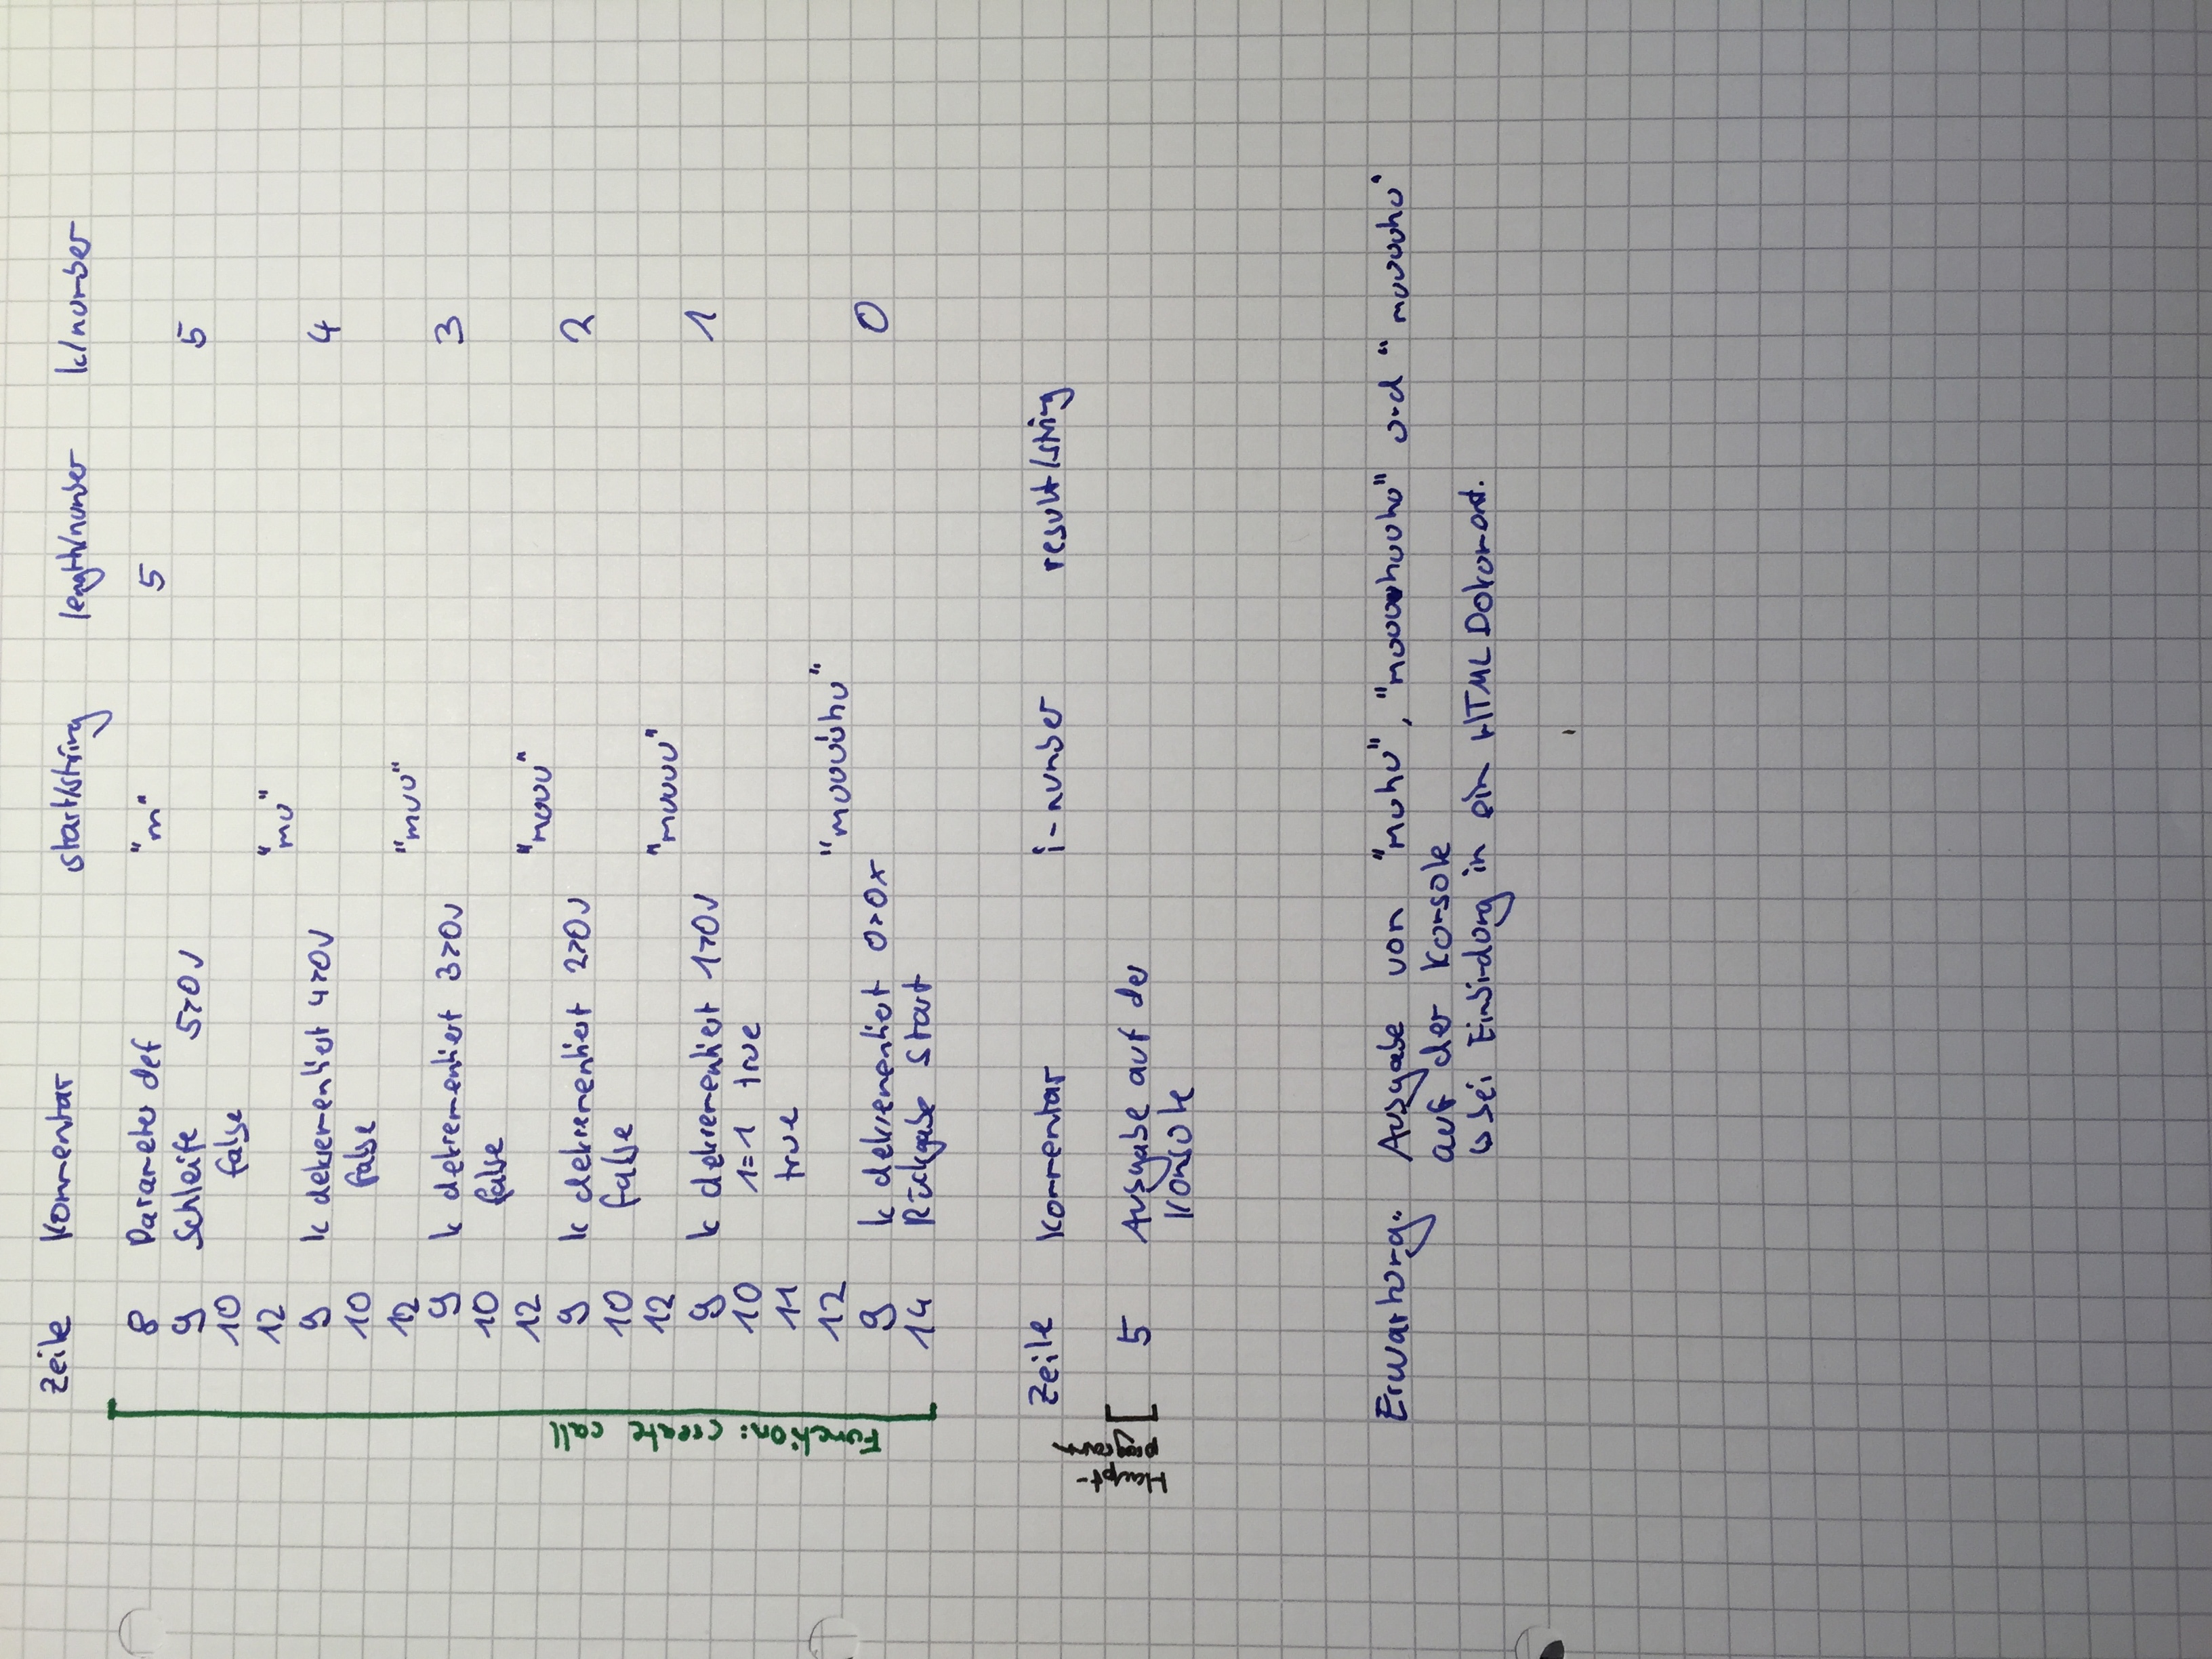 Zeile Kommentar start/string length/number k/number
8 Parameter def "m" 5
9 Schleife 5>0✓ 5
10 false
12 "mu"
9 k dekrementiert 4>0✓ 4
10 false
12 "muu"
9 k dekrementiert 3>0✓ 3
10 false
12 "muuu"
9 k dekrementiert 2>0✓ 2
10 false
12 "muuuu"
9 k dekrementiert 1>0✓ 1
10 1=1 true
11 true
12 "muuuuhu"
9 k dekrementiert 0>0x 0
14 Rückgabe Start
Function: create call
Zeile Kommentar i-number result/string
Haupt-
programm
5 Ausgabe auf der
Konsole
Erwartung: Ausgabe von "muhu", und "muuuuhu"
auf der Konsole
↳ bei Einbindung in ein HTML Dokument.